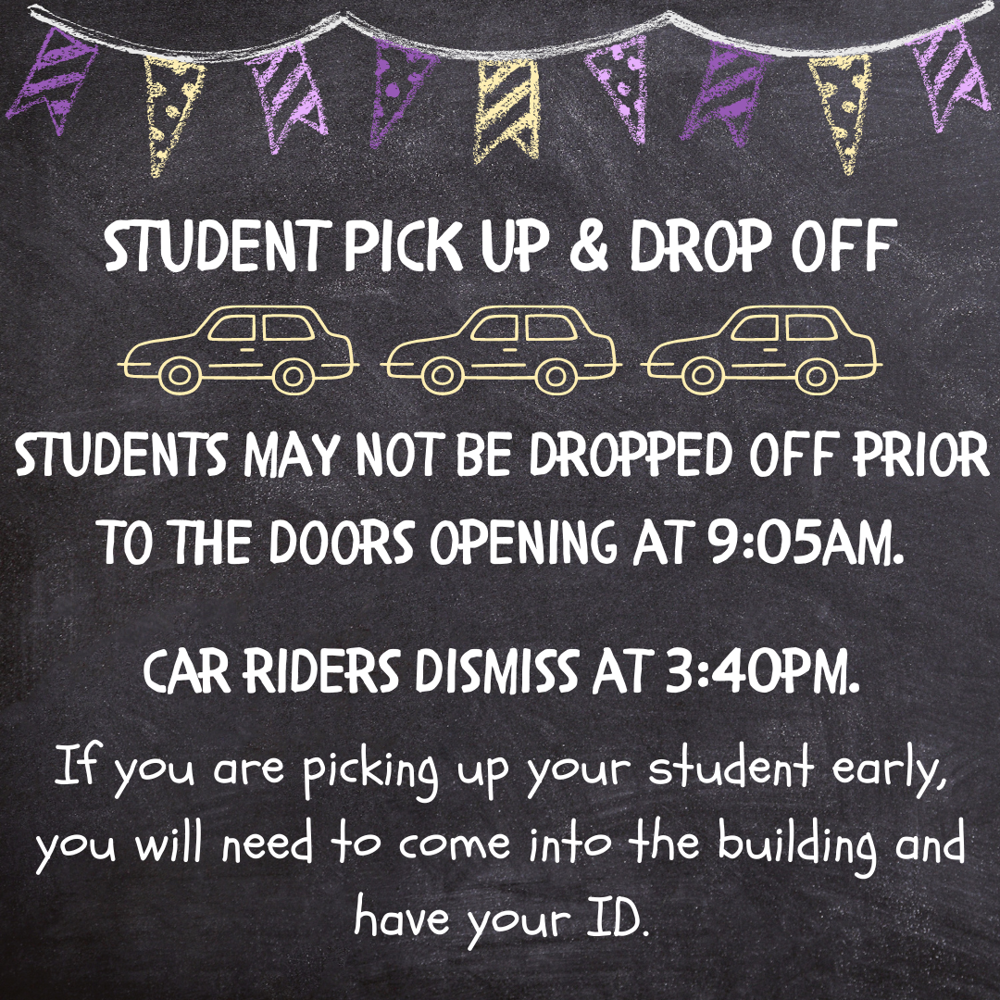 STUDENT PICK UP & DROP OFF
STUDENTS MAY NOT BE DROPPED OFF PRIOR
TO THE DOORS OPENING AT 9:05AM.
CAR RIDERS DISMISS AT 3:40PM.
If you are picking up your student early,
you will need to come into the building and
have your ID.